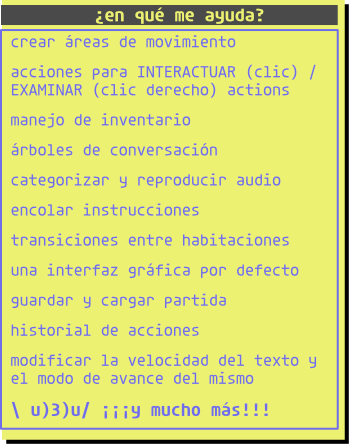 ¿en qué me ayuda?
crear áreas de movimiento
acciones para INTERACTUAR (clic) /
EXAMINAR (clic derecho) actions
manejo de inventario
árboles de conversación
categorizar y reproducir audio
encolar instrucciones
transiciones entre habitaciones
una interfaz gráfica por defecto
guardar y cargar partida
historial de acciones
modificar la velocidad del texto y
el modo de avance del mismo
\ u)3)u/ ¡¡¡y mucho más!!!